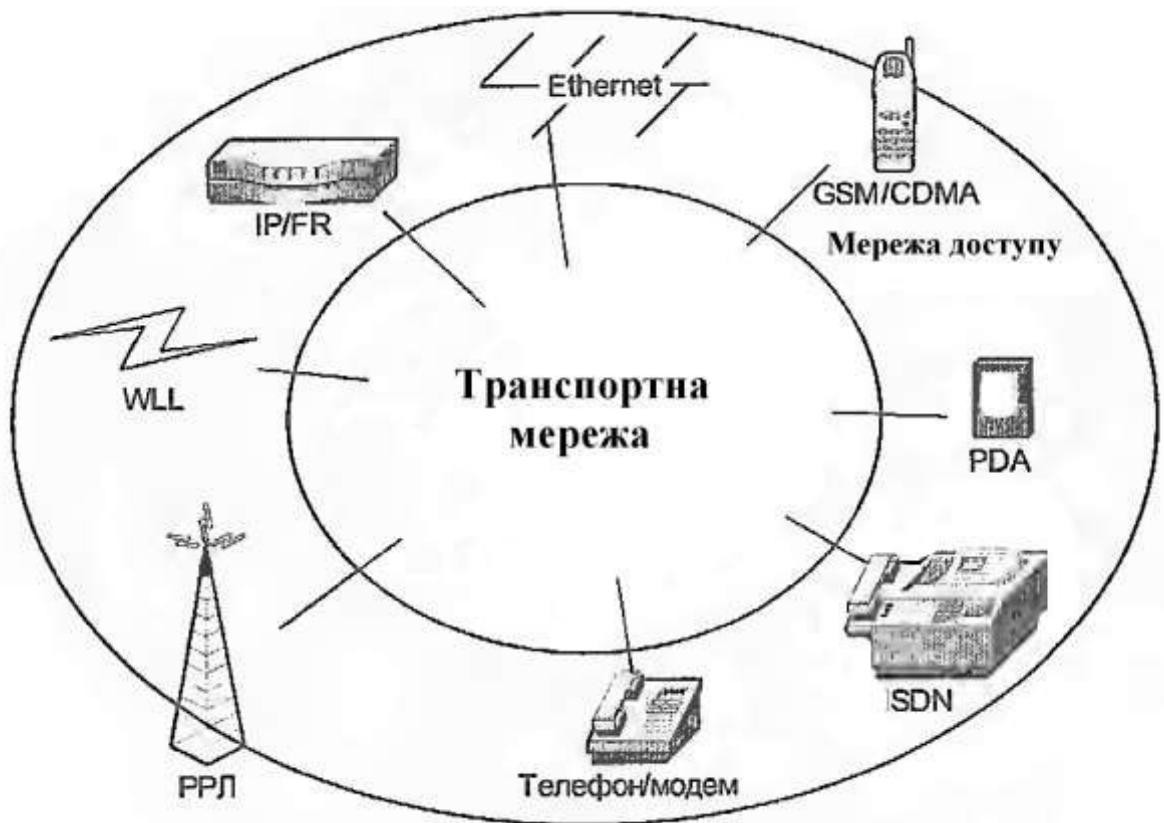 Ethernet
GSM/CDMA
IP/FR
Мережа доступу
WLL
Транспортна
мережа
PDA
ISDN
РРЛ
Телефон/модем